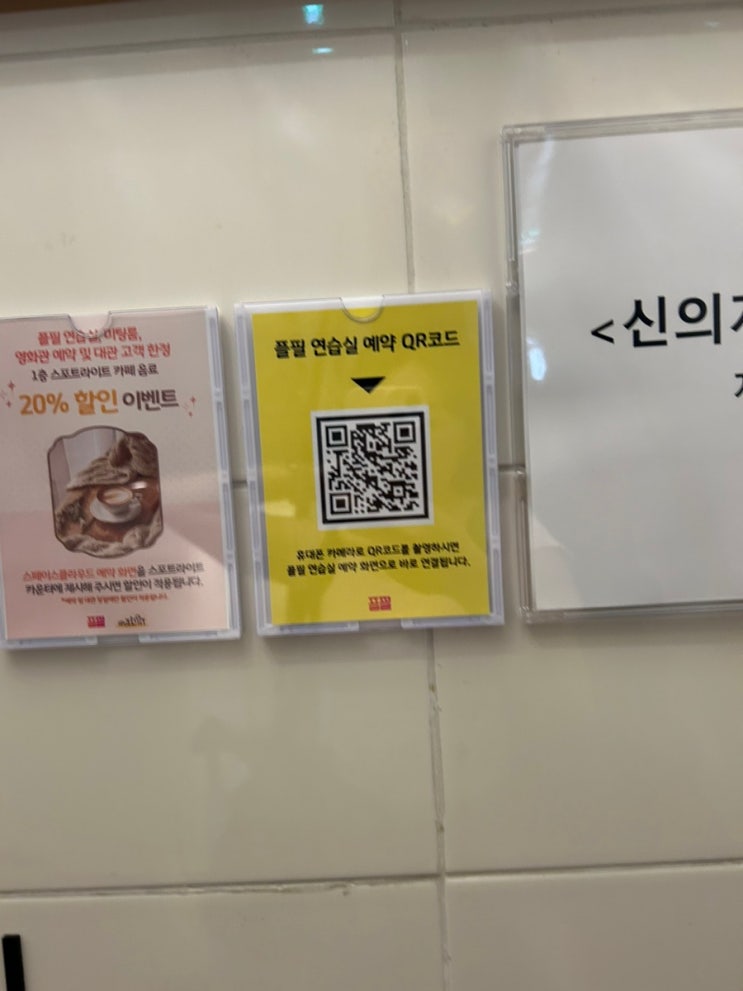 플필 연습실, 미팅룸,
영화관 예약 및 대관 고객 한정
1층 스포트라이트 카페 음료
20% 할인 이벤트
스페이스클라우드 예약 화면을 스포트라이트
카운터에 제시해 주시면 할인이 적용됩니다.
플필
플필 연습실 예약 QR코드
휴대폰 카메라로 QR코드를 촬영하시면
플필 연습실 예약 화면으로 바로 연결됩니다.
플필
<신의